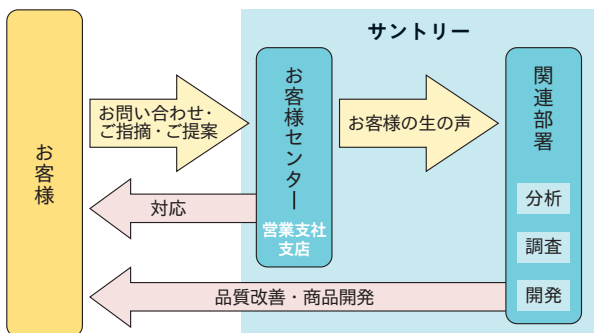 サントリー
お客様
お問い合わせ・
ご指摘・ご提案
お客様センター
営業支社
支店
お客様の生の声
関連部署
分析
調査
開発
対応
品質改善・商品開発